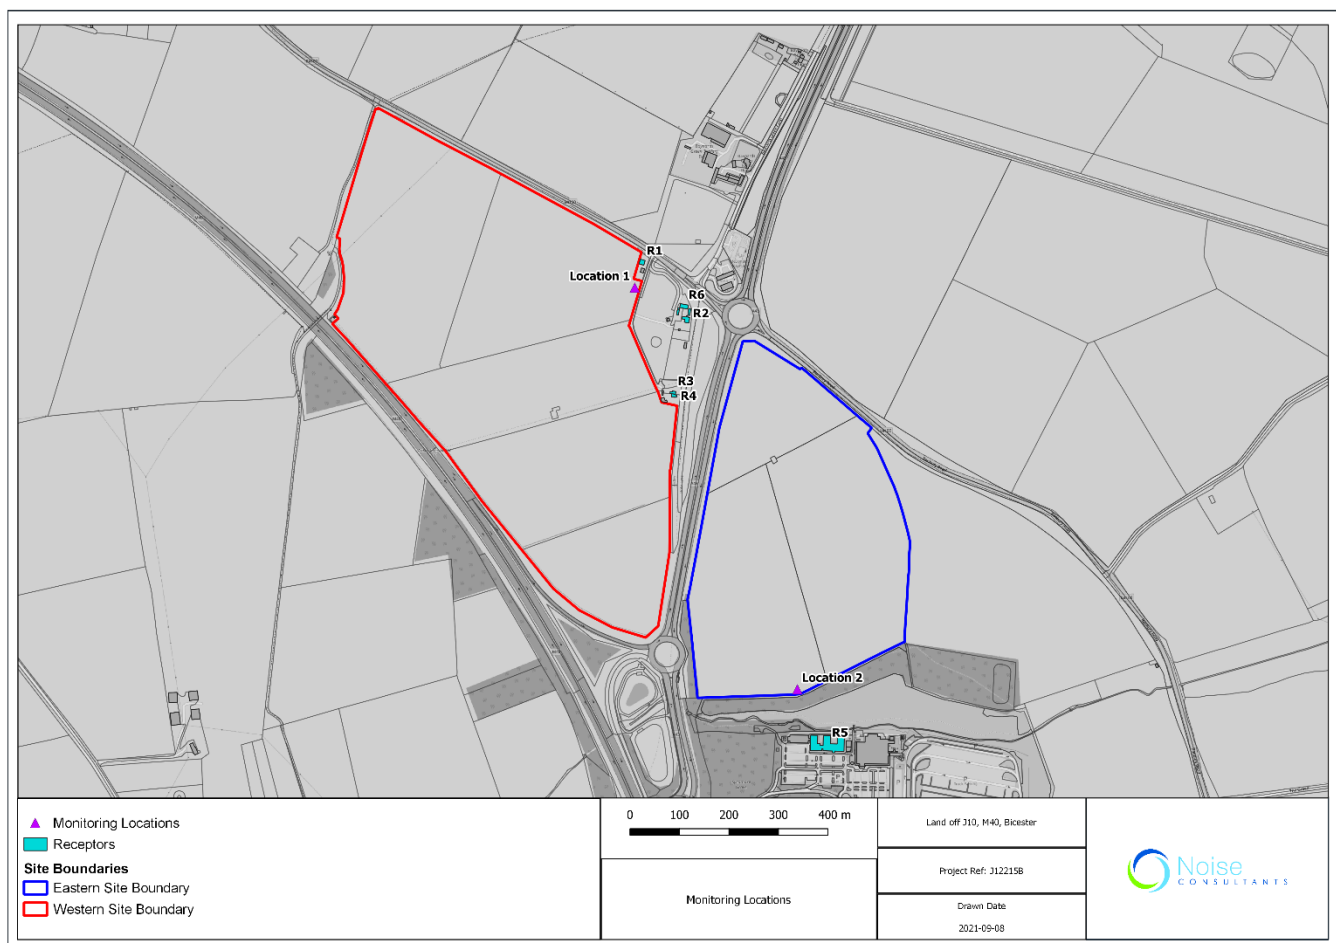 R1
Location 1
R6
R2
R3
R4
Location 2
R5
Monitoring Locations
Receptors
Site Boundaries
Eastern Site Boundary
Western Site Boundary
0 100 200 300 400 m
Monitoring Locations
Land off J10, M40, Bicester
Project Ref: J12215B
Drawn Date
2021-09-08
Noise
CONSULTANTS